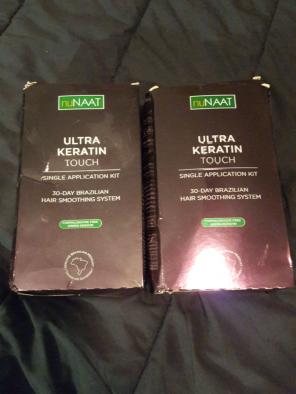 nuNAAT
ULTRA
KERATIN
TOUCH
SINGLE APPLICATION KIT
30-DAY BRAZILIAN
HAIR SMOOTHING SYSTEM
nuNAAT
ULTRA
KERATIN
TOUCH
SINGLE APPLICATION KIT
30-DAY BRAZILIAN
HAIR SMOOTHING SYSTEM